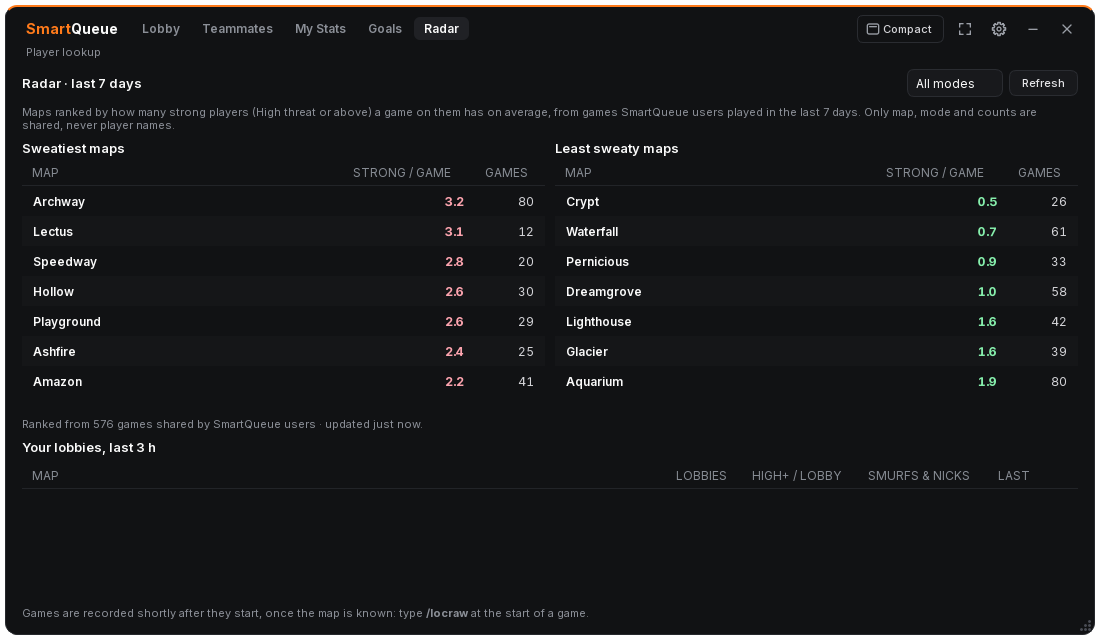 SmartQueue Lobby Teammates My Stats Goals Radar Compact
Player lookup
Radar · last 7 days All modes Refresh
Maps ranked by how many strong players (High threat or above) a game on them has on average, from games SmartQueue users played in the last 7 days. Only map, mode and counts are
shared, never player names.
Sweatiest maps Least sweaty maps
MAP STRONG / GAME GAMES MAP STRONG / GAME GAMES
Archway 3.2 80 Crypt 0.5 26
Lectus 3.1 12 Waterfall 0.7 61
Speedway 2.8 20 Pernicious 0.9 33
Hollow 2.6 30 Dreamgrove 1.0 58
Playground 2.6 29 Lighthouse 1.6 42
Ashfire 2.4 25 Glacier 1.6 39
Amazon 2.2 41 Aquarium 1.9 80
Ranked from 576 games shared by SmartQueue users · updated just now.
Your lobbies, last 3 h
MAP LOBBIES HIGH+ / LOBBY SMURFS & NICKS LAST
Games are recorded shortly after they start, once the map is known: type /locraw at the start of a game.